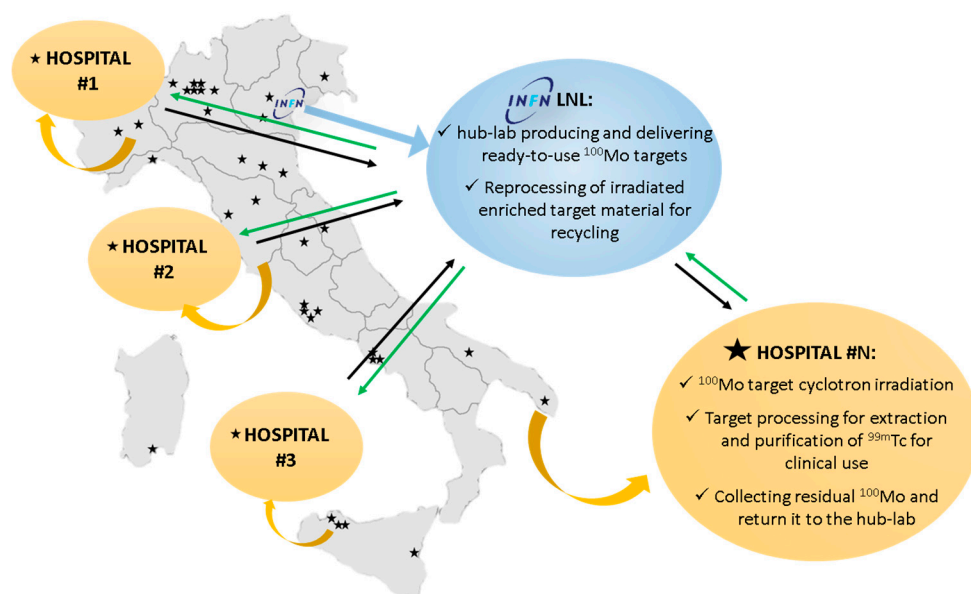 ★ HOSPITAL
#1
INFN
INFN LNL:
✓ hub-lab producing and delivering
ready-to-use ¹⁰⁰Mo targets
✓ Reprocessing of irradiated
enriched target material for
recycling
★ HOSPITAL
#2
★ HOSPITAL
#3
★ HOSPITAL #N:
✓ ¹⁰⁰Mo target cyclotron irradiation
✓ Target processing for extraction
and purification of ⁹⁹ᵐTc for
clinical use
✓ Collecting residual ¹⁰⁰Mo and
return it to the hub-lab